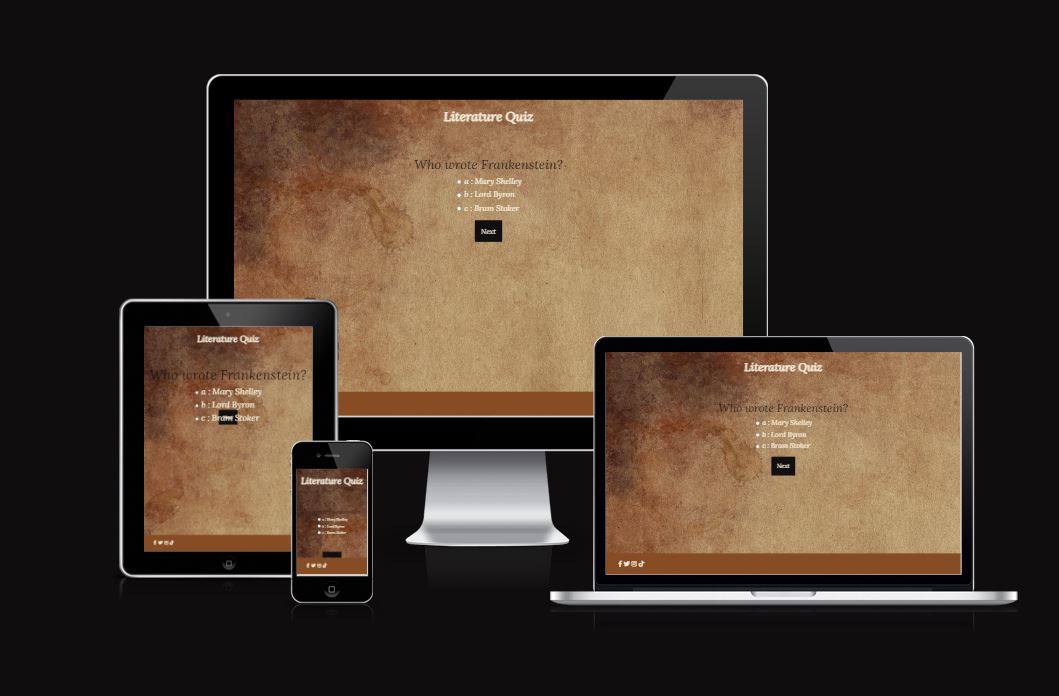 Literature Quiz
Who wrote Frankenstein?
a : Mary Shelley
b : Lord Byron
c : Bram Stoker
Next
Literature Quiz
Who wrote Frankenstein?
a : Mary Shelley
b : Lord Byron
c : Bram Stoker
Literature Quiz
a : Mary Shelley
b : Lord Byron
c : Bram Stoker
Literature Quiz
Who wrote Frankenstein?
a : Mary Shelley
b : Lord Byron
c : Bram Stoker
Next